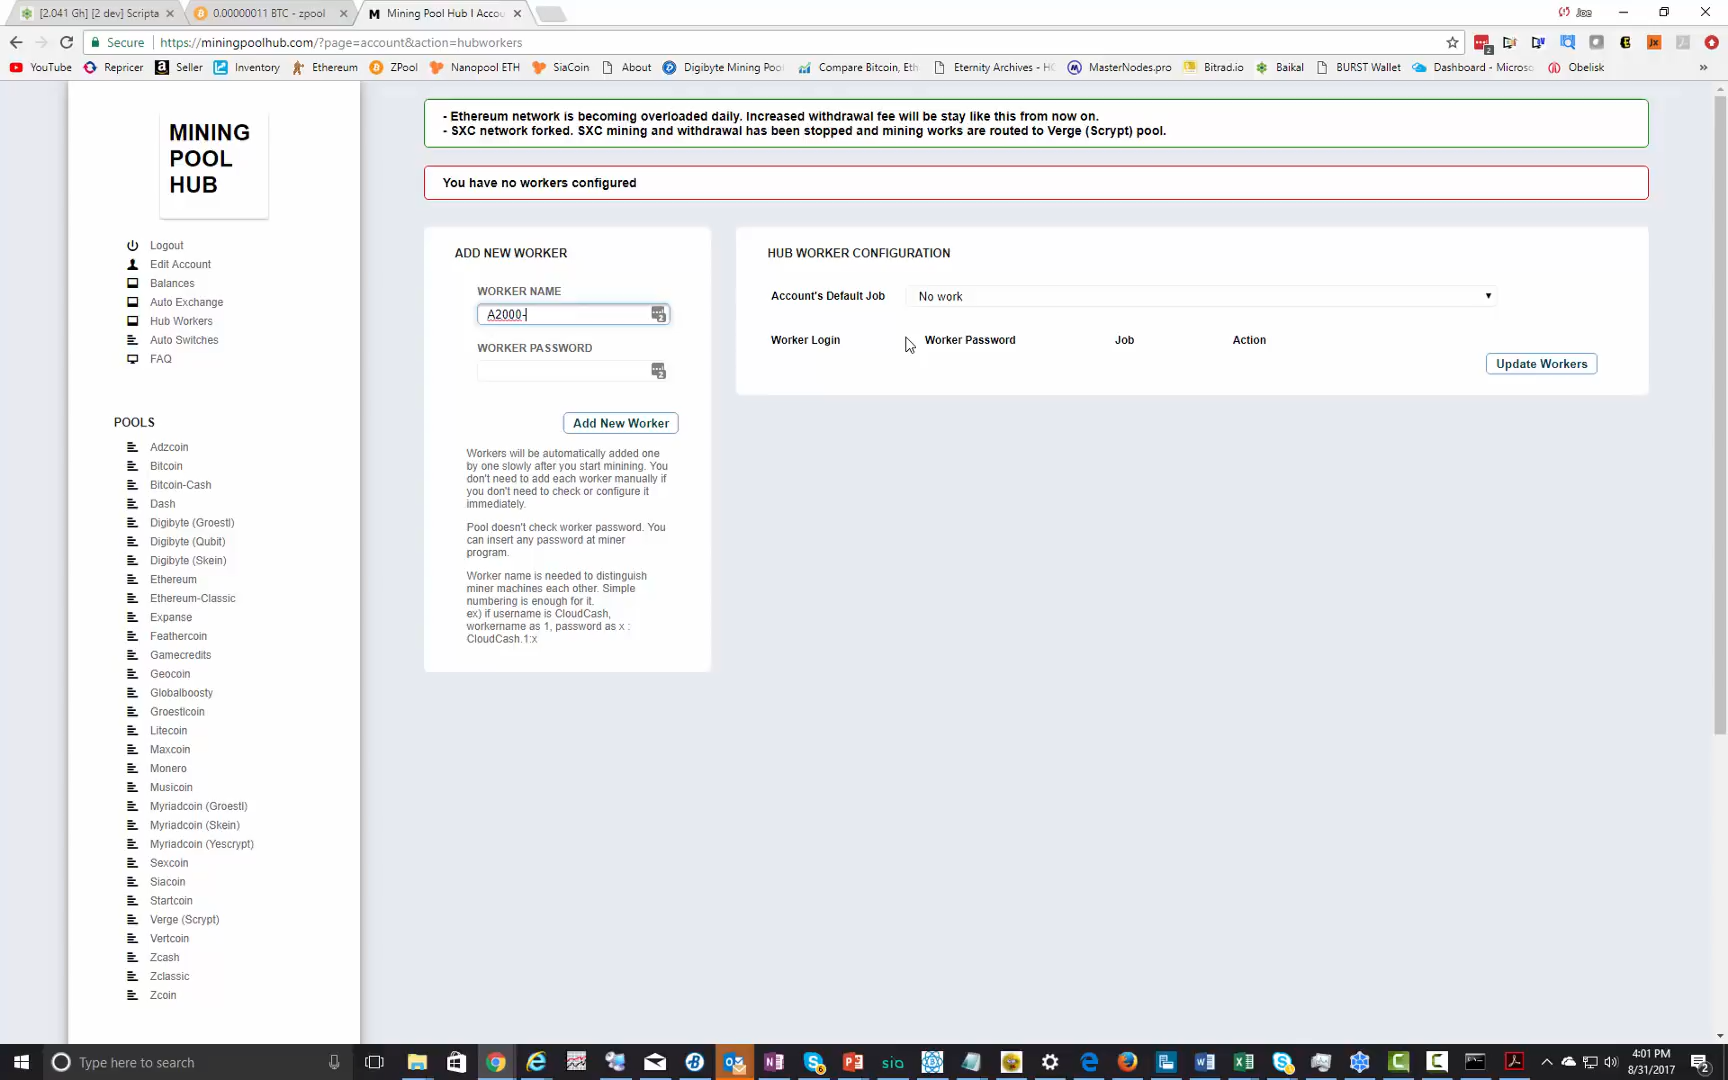 [2.041 Gh] [2 dev] Scripta
0.00000011 BTC - zpool
Mining Pool Hub | Accou
Joe
Secure
https://miningpoolhub.com/?page=account&action=hubworkers
YouTube
Repricer
Seller
Inventory
Ethereum
ZPool
Nanopool ETH
SiaCoin
About
Digibyte Mining Poo
Compare Bitcoin, Eth
Eternity Archives - HO
MasterNodes.pro
Bitrad.io
Baikal
BURST Wallet
Dashboard - Microso
Obelisk
»
MINING
POOL
HUB
Logout
Edit Account
Balances
Auto Exchange
Hub Workers
Auto Switches
FAQ
POOLS
Adzcoin
Bitcoin
Bitcoin-Cash
Dash
Digibyte (Groestl)
Digibyte (Qubit)
Digibyte (Skein)
Ethereum
Ethereum-Classic
Expanse
Feathercoin
Gamecredits
Geocoin
Globalboosty
Groestlcoin
Litecoin
Maxcoin
Monero
Musicoin
Myriadcoin (Groestl)
Myriadcoin (Skein)
Myriadcoin (Yescrypt)
Sexcoin
Siacoin
Startcoin
Verge (Scrypt)
Vertcoin
Zcash
Zclassic
Zcoin
- Ethereum network is becoming overloaded daily. Increased withdrawal fee will be stay like this from now on.
- SXC network forked. SXC mining and withdrawal has been stopped and mining works are routed to Verge (Scrypt) pool.
You have no workers configured
ADD NEW WORKER
WORKER NAME
A2000-
WORKER PASSWORD
Add New Worker
Workers will be automatically added one
by one slowly after you start minining. You
don't need to add each worker manually if
you don't need to check or configure it
immediately.
Pool doesn't check worker password. You
can insert any password at miner
program.
Worker name is needed to distinguish
miner machines each other. Simple
numbering is enough for it.
ex) if username is CloudCash,
workername as 1, password as x :
CloudCash.1:x
HUB WORKER CONFIGURATION
Account's Default Job
No work
Worker Login
Worker Password
Job
Action
Update Workers
Type here to search
sia
4:01 PM
8/31/2017